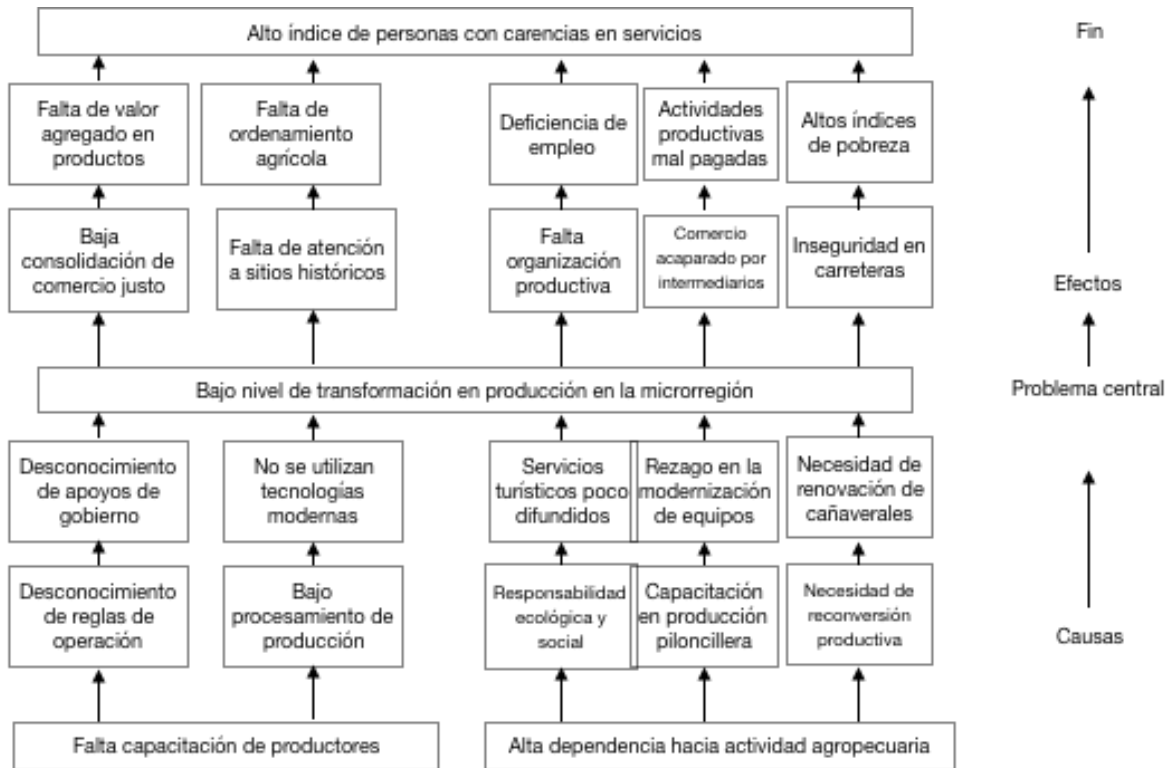 Alto índice de personas con carencias en servicios
Fin
Falta de valor
agregado en
productos
Falta de
ordenamiento
agrícola
Deficiencia de
empleo
Actividades
productivas
mal pagadas
Altos índices
de pobreza
Baja
consolidación de
comercio justo
Falta de atención
a sitios históricos
Falta
organización
productiva
Comercio
acaparado por
intermediarios
Inseguridad en
carreteras
Efectos
Bajo nivel de transformación en producción en la microrregión
Problema central
Desconocimiento
de apoyos de
gobierno
No se utilizan
tecnologías
modernas
Servicios
turísticos poco
difundidos
Rezago en la
modernización
de equipos
Necesidad de
renovación de
cañaverales
Desconocimiento
de reglas de
operación
Bajo
procesamiento de
producción
Responsabilidad
ecológica y
social
Capacitación
en producción
piloncillera
Necesidad de
reconversión
productiva
Causas
Falta capacitación de productores
Alta dependencia hacia actividad agropecuaria